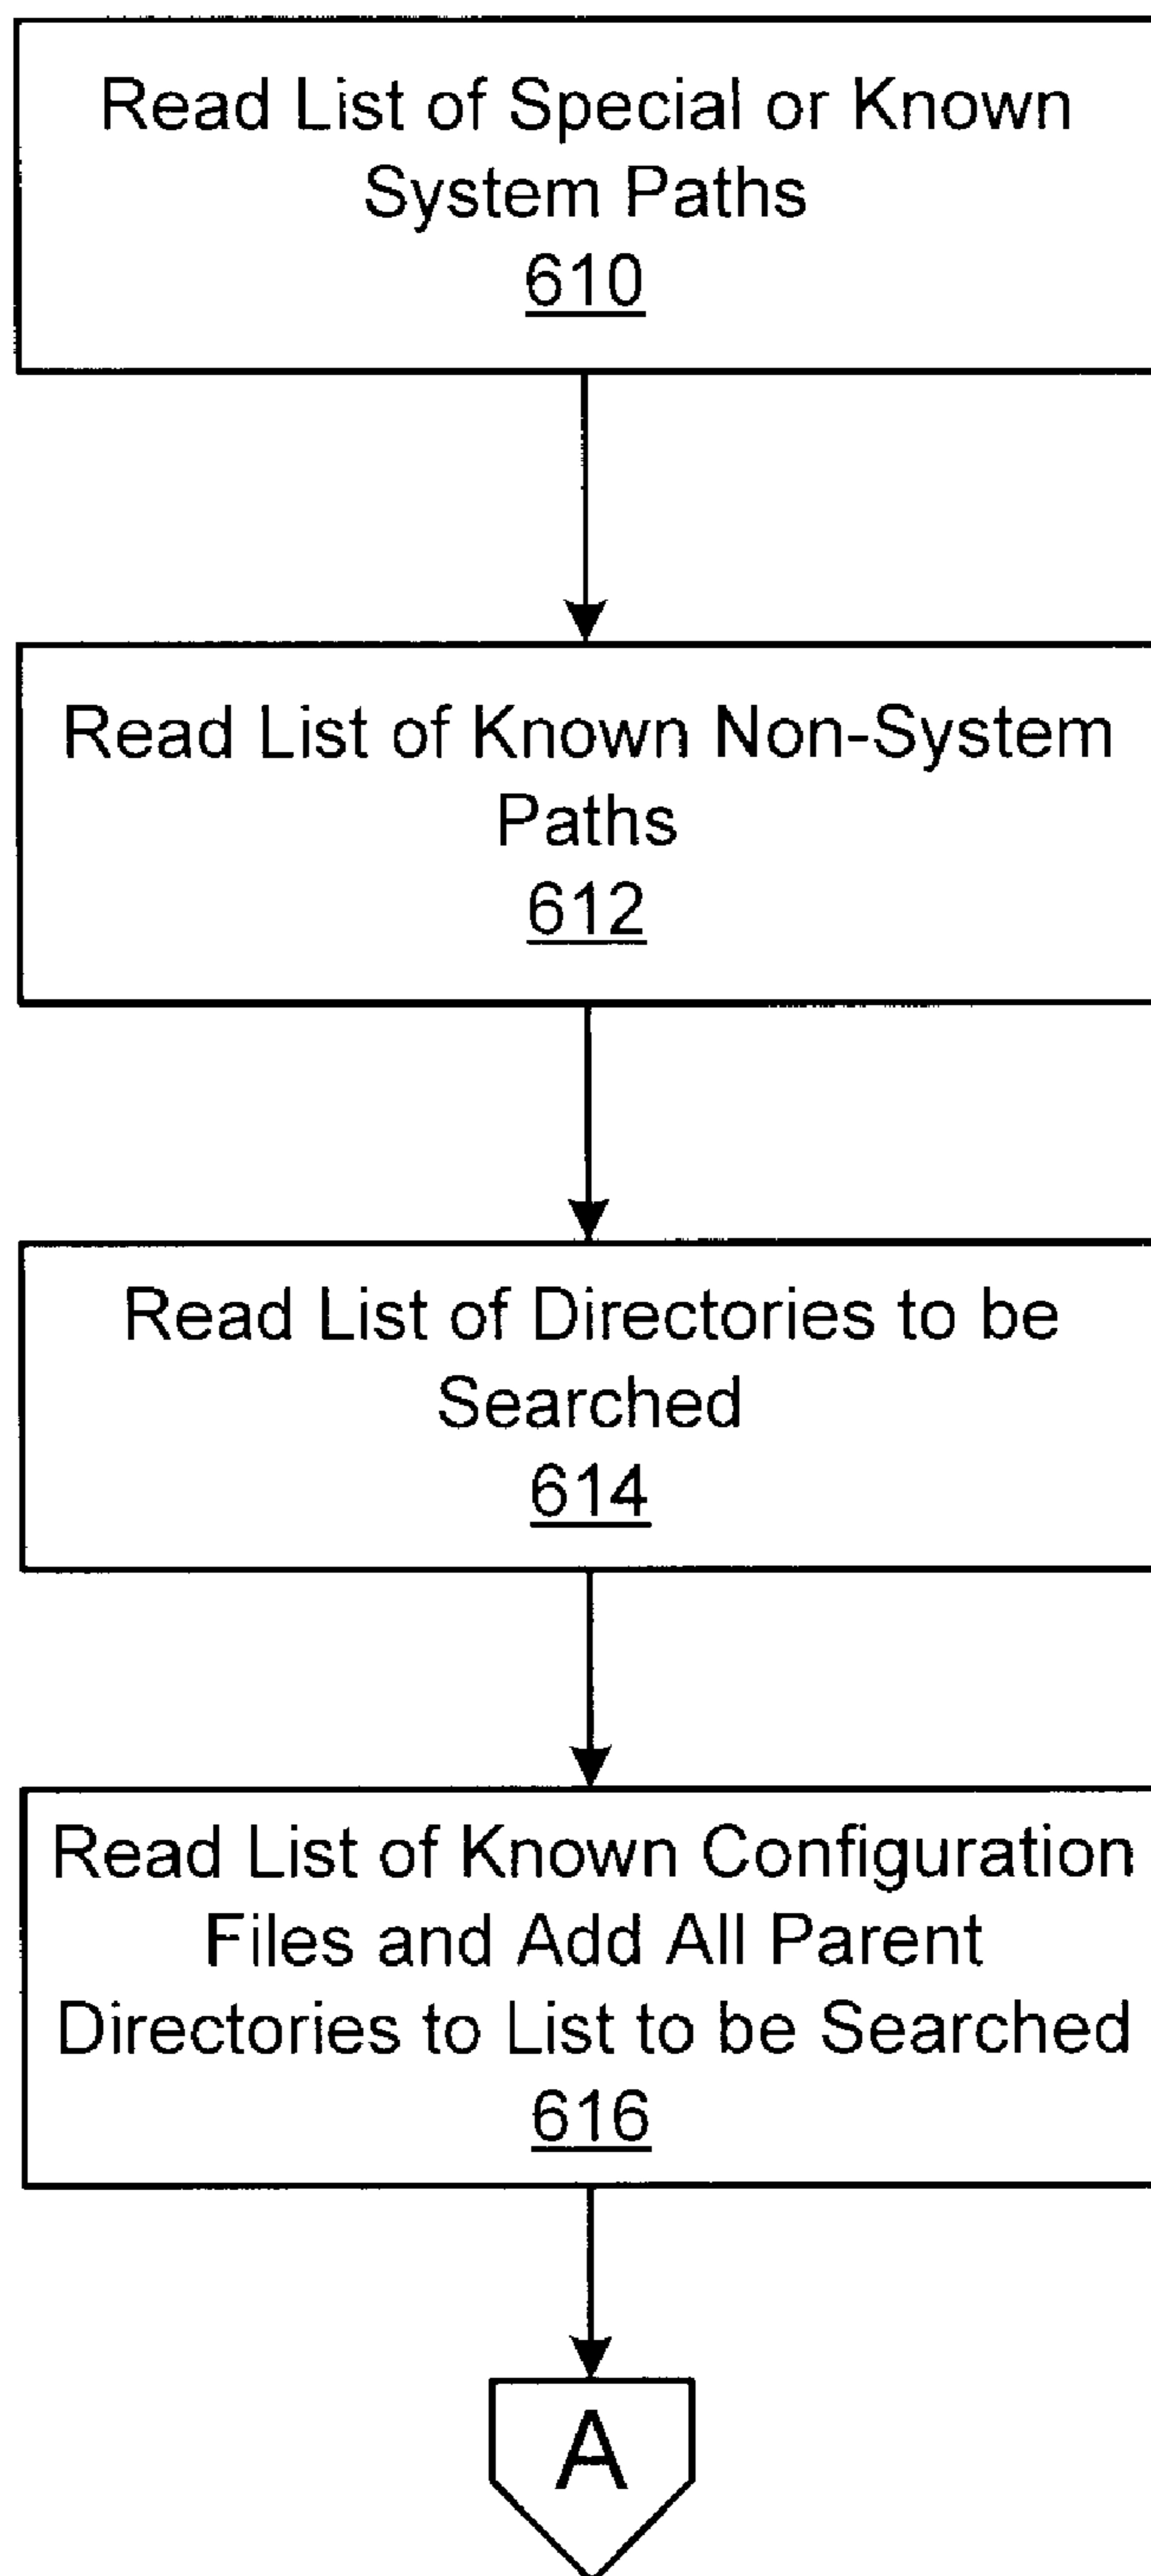 Read List of Special or Known
System Paths
610
Read List of Known Non-System
Paths
612
Read List of Directories to be
Searched
614
Read List of Known Configuration
Files and Add All Parent
Directories to List to be Searched
616
A